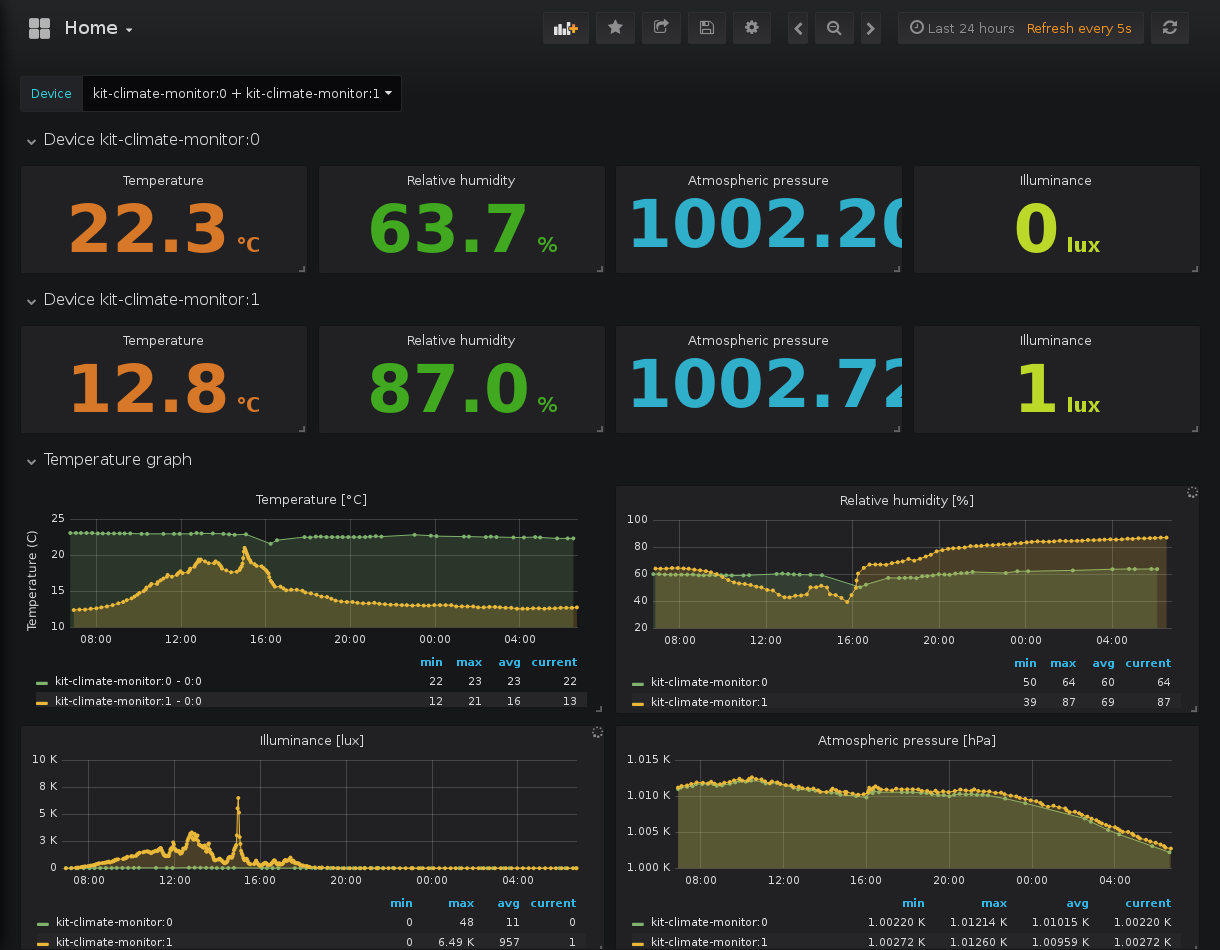 Home
Last 24 hours Refresh every 5s
Device kit-climate-monitor:0 + kit-climate-monitor:1
Device kit-climate-monitor:0
Temperature Relative humidity Atmospheric pressure Illuminance
22.3 °C 63.7 % 1002.20 0 lux
Device kit-climate-monitor:1
Temperature Relative humidity Atmospheric pressure Illuminance
12.8 °C 87.0 % 1002.72 1 lux
Temperature graph
Temperature [°C]
Temperature (C)
25
20
15
10
08:00 12:00 16:00 20:00 00:00 04:00
min max avg current
kit-climate-monitor:0 - 0:0 22 23 23 22
kit-climate-monitor:1 - 0:0 12 21 16 13
Relative humidity [%]
100
80
60
40
20
08:00 12:00 16:00 20:00 00:00 04:00
min max avg current
kit-climate-monitor:0 50 64 60 64
kit-climate-monitor:1 39 87 69 87
Illuminance [lux]
10 K
8 K
5 K
3 K
0
08:00 12:00 16:00 20:00 00:00 04:00
min max avg current
kit-climate-monitor:0 0 48 11 0
kit-climate-monitor:1 0 6.49 K 957 1
Atmospheric pressure [hPa]
1.015 K
1.010 K
1.005 K
1.000 K
08:00 12:00 16:00 20:00 00:00 04:00
min max avg current
kit-climate-monitor:0 1.00220 K 1.01214 K 1.01015 K 1.00220 K
kit-climate-monitor:1 1.00272 K 1.01260 K 1.00959 K 1.00272 K